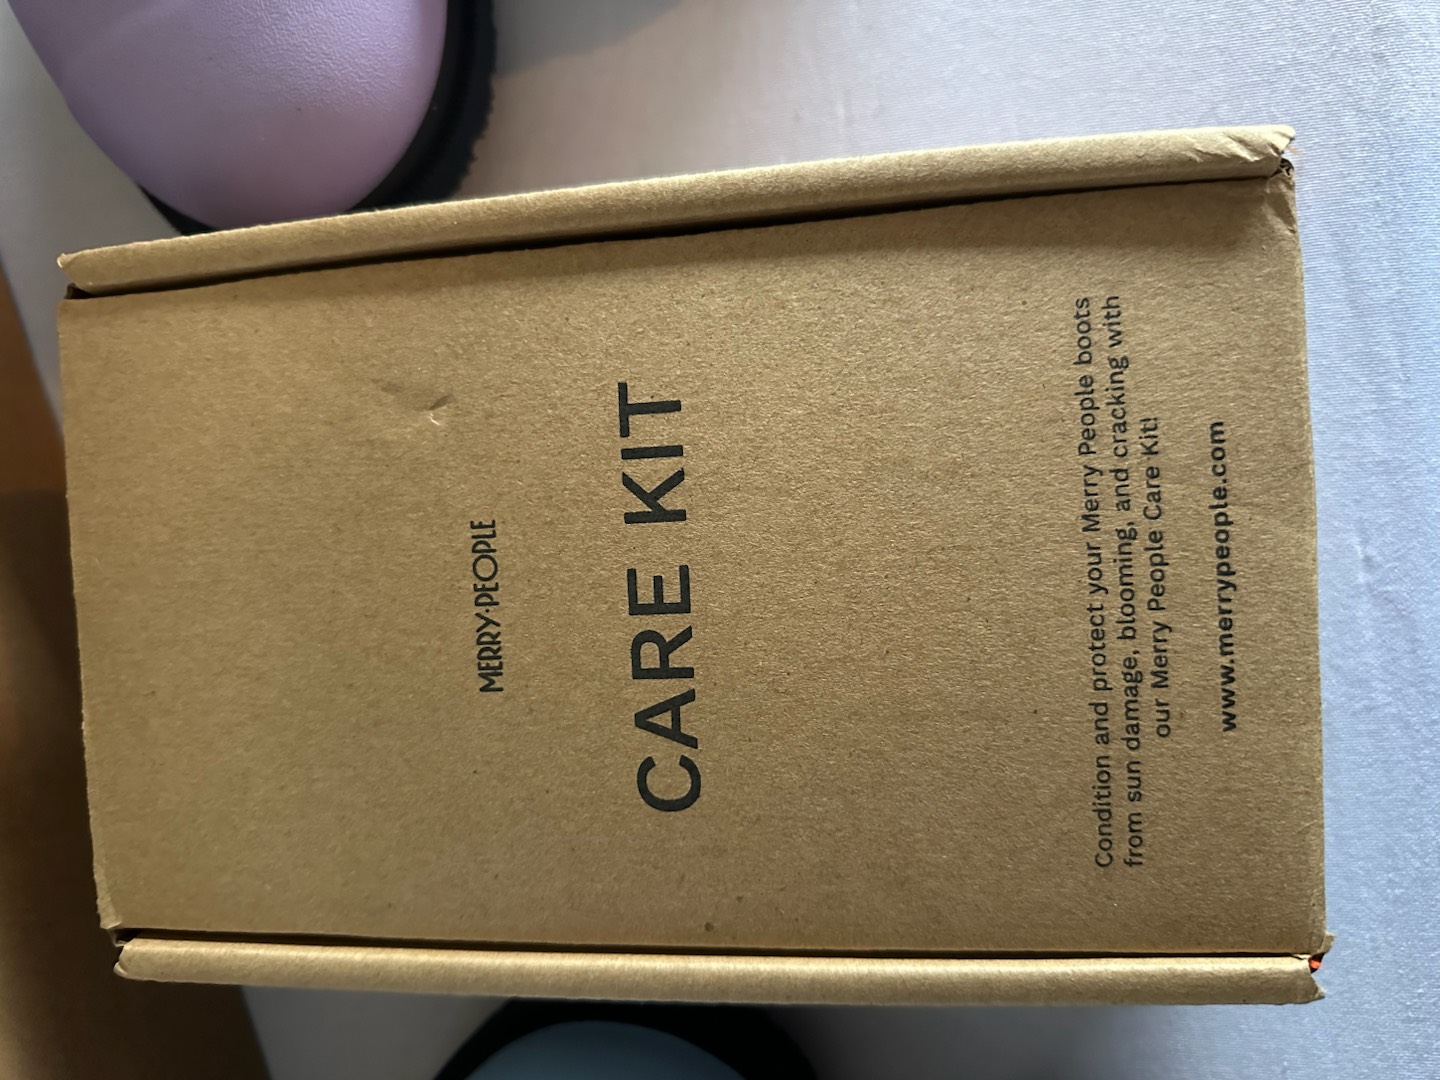 MERRY·PEOPLE
CARE KIT
Condition and protect your Merry People boots
from sun damage, blooming, and cracking with
our Merry People Care Kit!
www.merrypeople.com